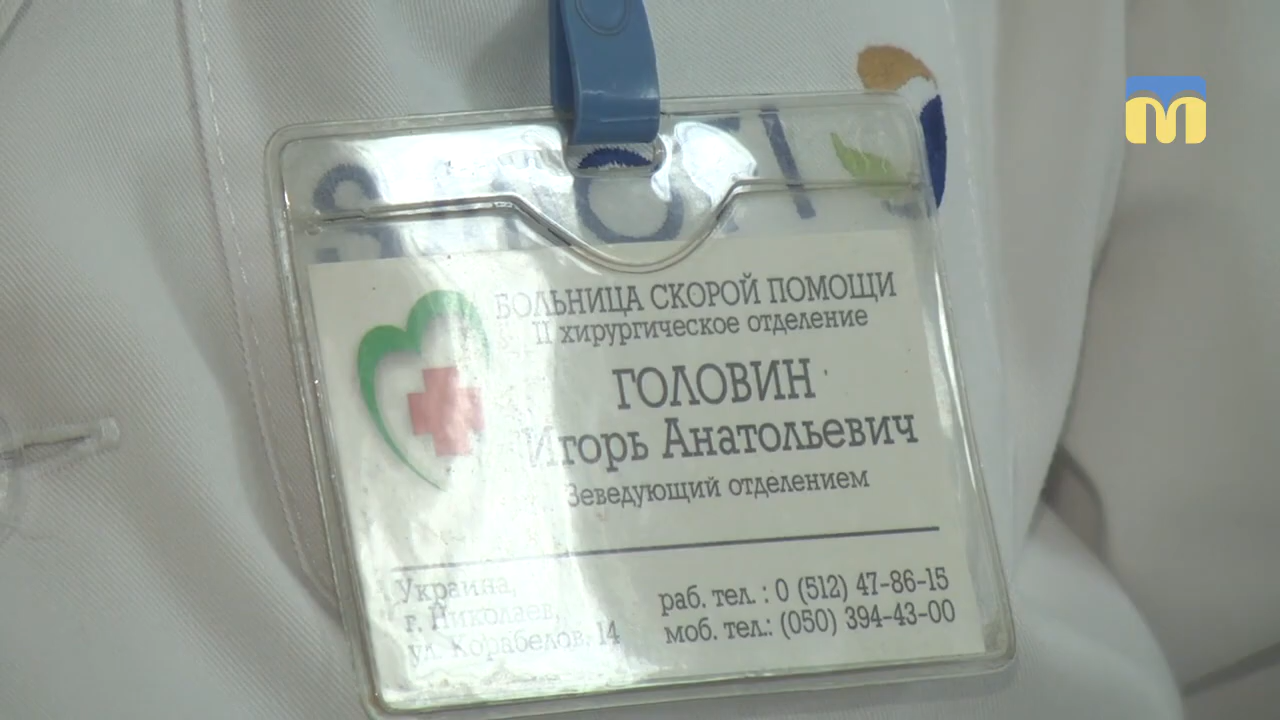 БОЛЬНИЦА СКОРОЙ ПОМОЩИ
II хирургическое отделение
ГОЛОВИН
Игорь Анатольевич
Зеведующий отделением
Украина,
г. Николаев,
ул. Корабелов, 14
раб. тел. : 0 (512) 47-86-15
моб. тел.: (050) 394-43-00